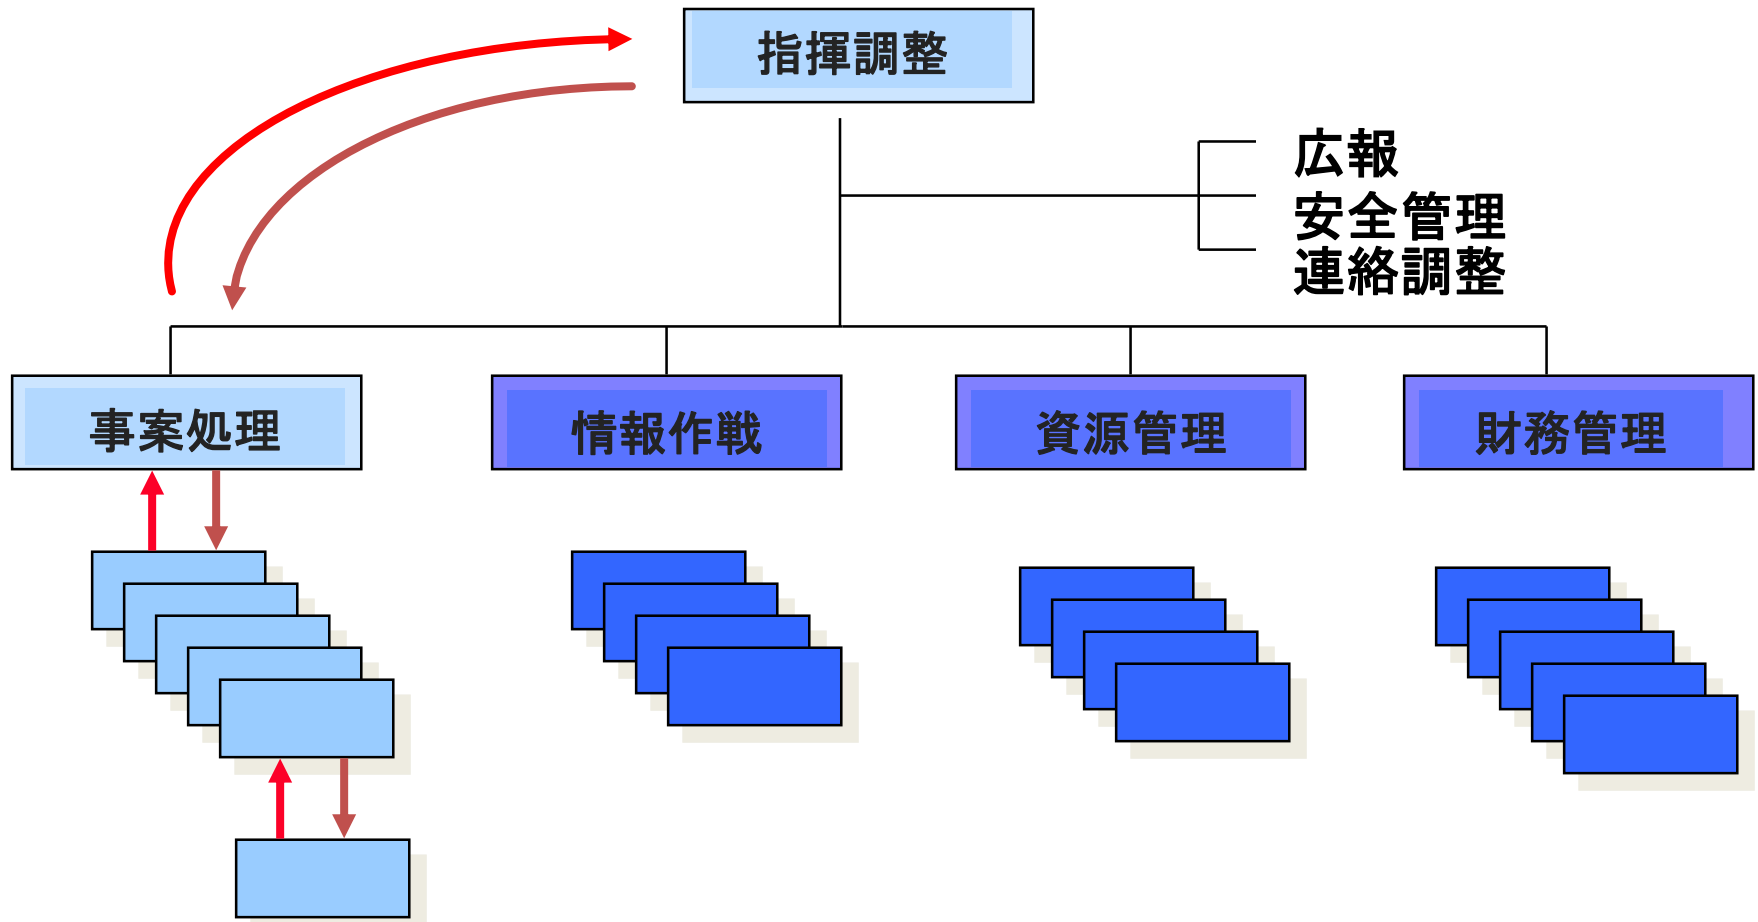 指揮調整
広報
安全管理
連絡調整
事案処理
情報作戦
資源管理
財務管理